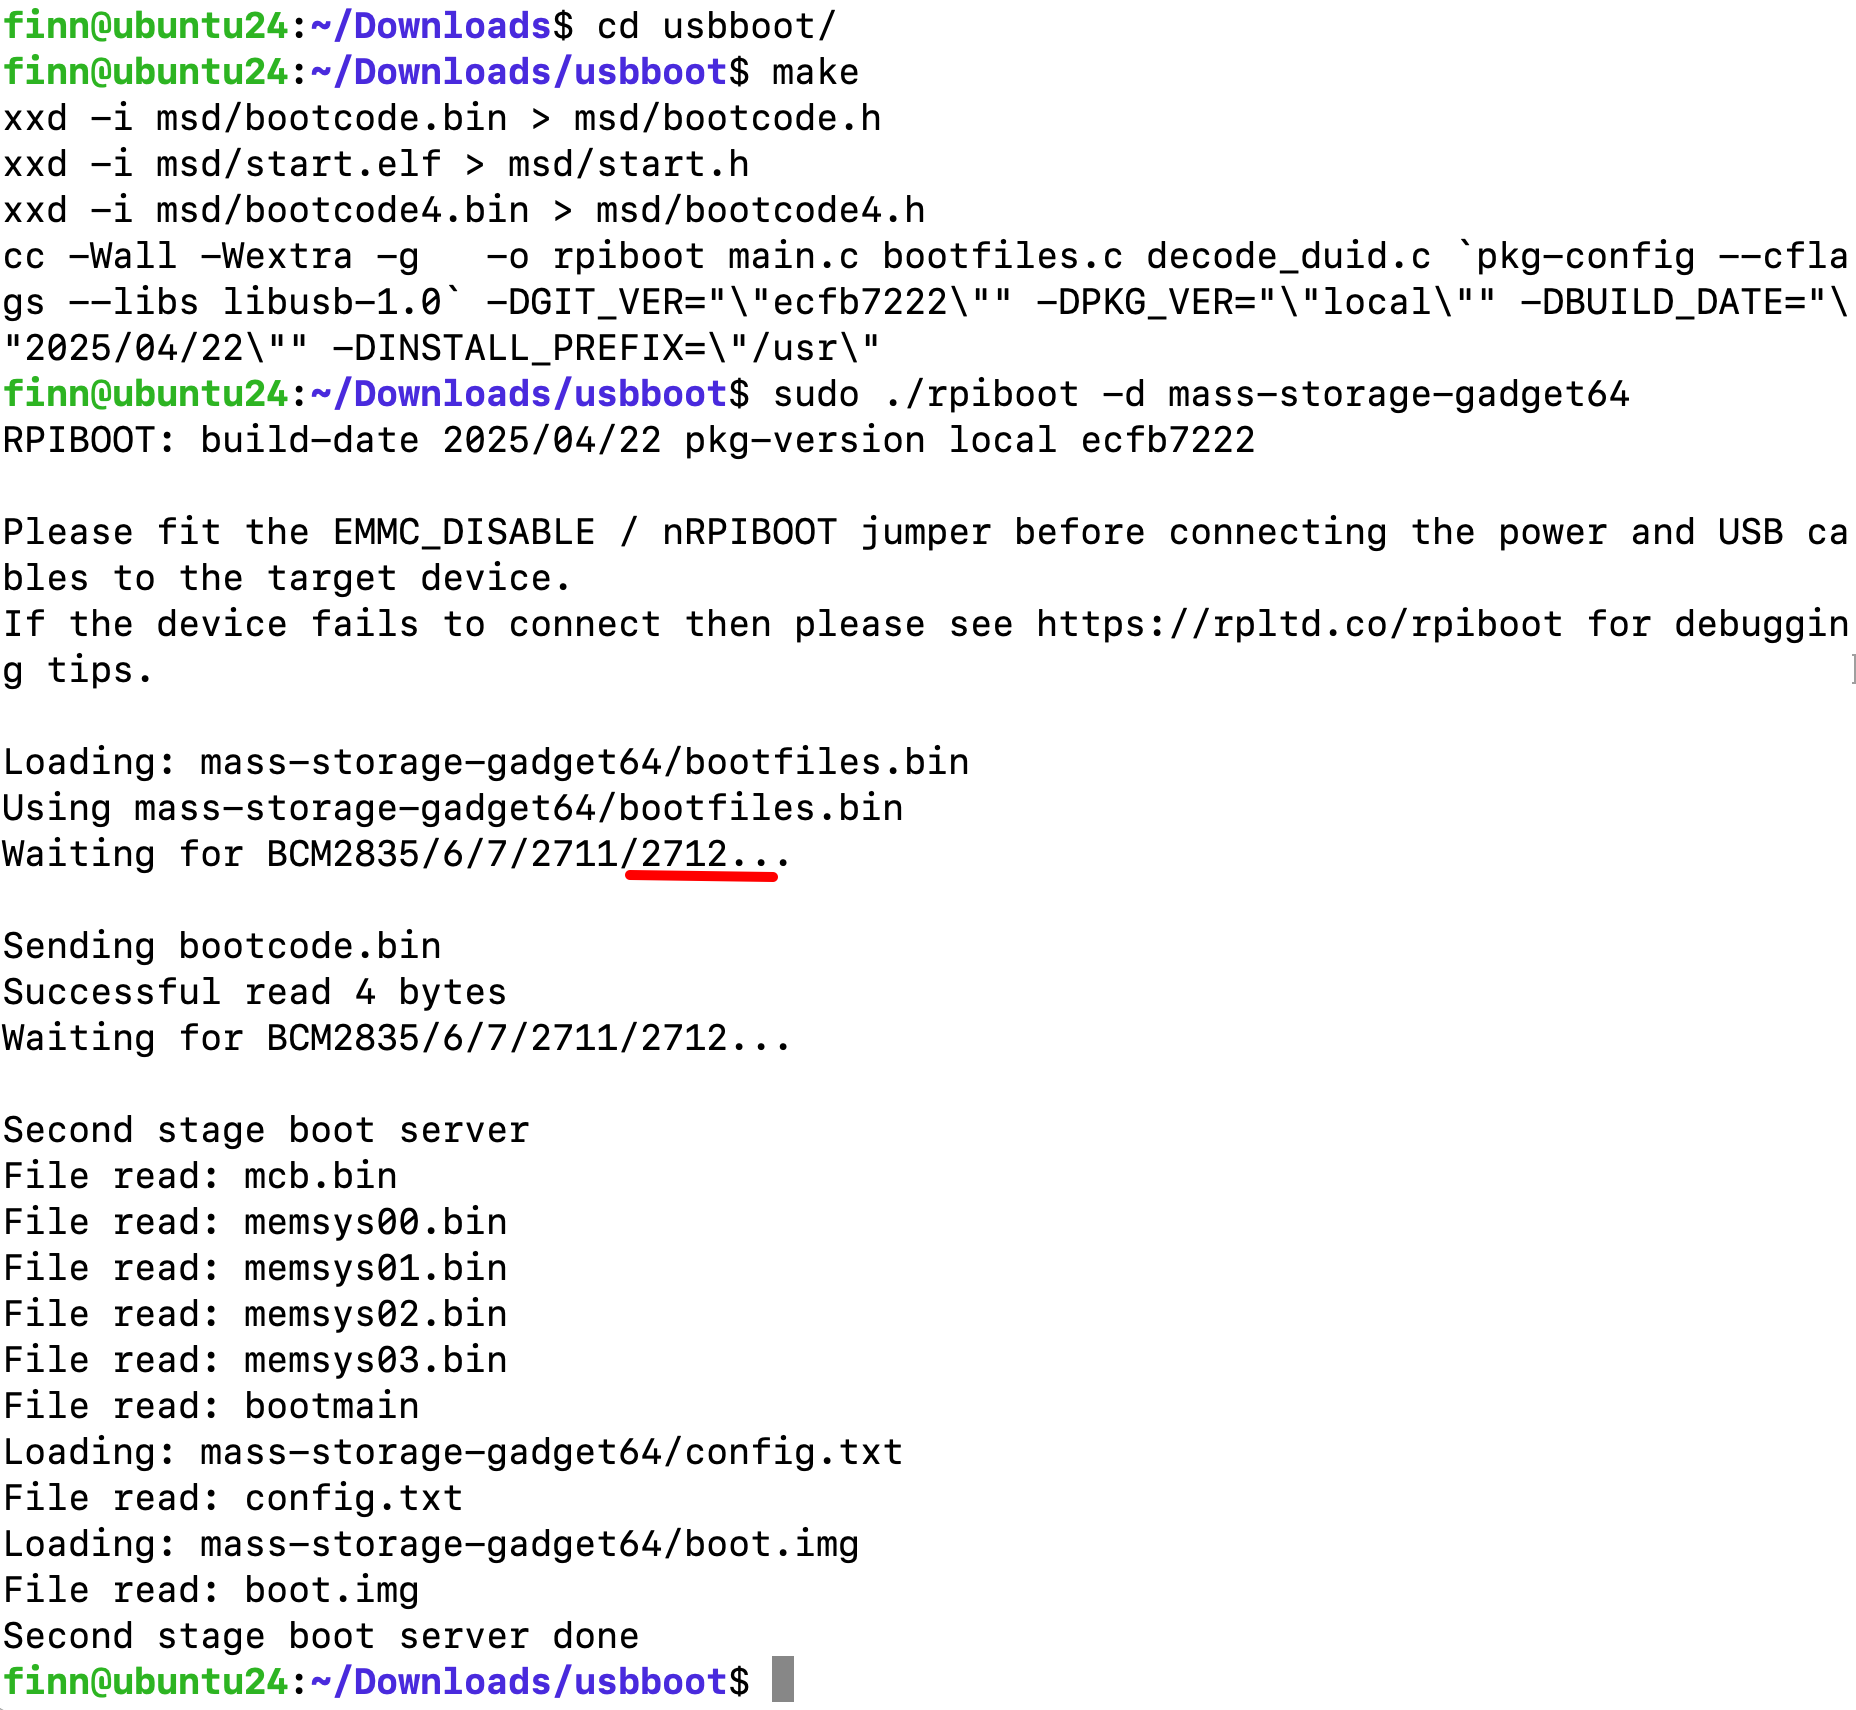 finn@ubuntu24:~/Downloads$ cd usbboot/
finn@ubuntu24:~/Downloads/usbboot$ make
xxd -i msd/bootcode.bin > msd/bootcode.h
xxd -i msd/start.elf > msd/start.h
xxd -i msd/bootcode4.bin > msd/bootcode4.h
cc -Wall -Wextra -g   -o rpiboot main.c bootfiles.c decode_duid.c `pkg-config --cfla
gs --libs libusb-1.0` -DGIT_VER="\"ecfb7222\"" -DPKG_VER="\"local\"" -DBUILD_DATE="\
"2025/04/22\"" -DINSTALL_PREFIX=\"/usr\"
finn@ubuntu24:~/Downloads/usbboot$ sudo ./rpiboot -d mass-storage-gadget64
RPIBOOT: build-date 2025/04/22 pkg-version local ecfb7222

Please fit the EMMC_DISABLE / nRPIBOOT jumper before connecting the power and USB ca
bles to the target device.
If the device fails to connect then please see https://rpltd.co/rpiboot for debuggin
g tips.

Loading: mass-storage-gadget64/bootfiles.bin
Using mass-storage-gadget64/bootfiles.bin
Waiting for BCM2835/6/7/2711/2712...

Sending bootcode.bin
Successful read 4 bytes
Waiting for BCM2835/6/7/2711/2712...

Second stage boot server
File read: mcb.bin
File read: memsys00.bin
File read: memsys01.bin
File read: memsys02.bin
File read: memsys03.bin
File read: bootmain
Loading: mass-storage-gadget64/config.txt
File read: config.txt
Loading: mass-storage-gadget64/boot.img
File read: boot.img
Second stage boot server done
finn@ubuntu24:~/Downloads/usbboot$